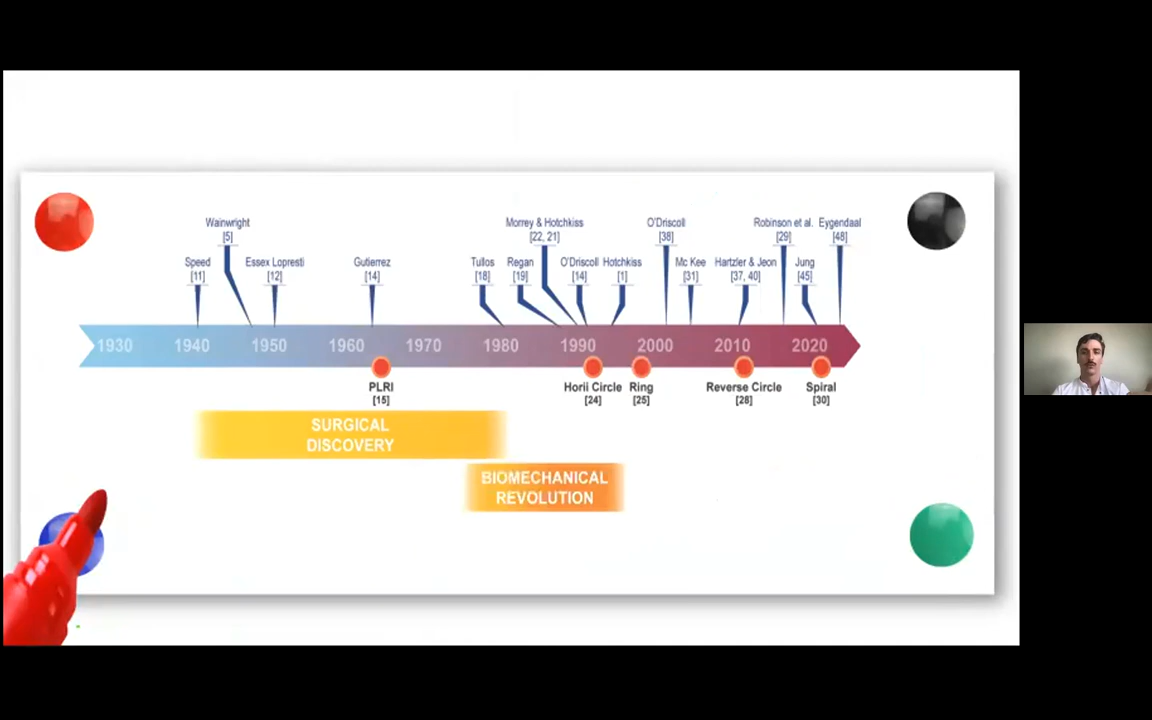 Wainwright
[5]
Morrey & Hotchkiss
[22, 21]
O'Driscoll
[38]
Robinson et al.
[29]
Eygendaal
[48]
Speed
[11]
Essex Lopresti
[12]
Gutierrez
[14]
Tullos
[18]
Regan
[19]
O'Driscoll
[14]
Hotchkiss
[1]
Mc Kee
[31]
Hartzler & Jeon
[37, 40]
Jung
[45]
1930 1940 1950 1960 1970 1980 1990 2000 2010 2020
PLRI
[15]
Horii Circle
[24]
Ring
[25]
Reverse Circle
[28]
Spiral
[30]
SURGICAL
DISCOVERY
BIOMECHANICAL
REVOLUTION